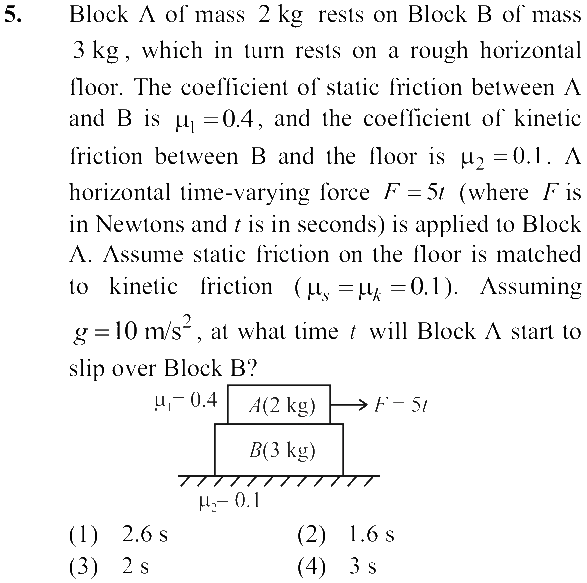 5. Block A of mass 2 kg rests on Block B of mass
3 kg, which in turn rests on a rough horizontal
floor. The coefficient of static friction between A
and B is μ₁ = 0.4, and the coefficient of kinetic
friction between B and the floor is μ₂ = 0.1. A
horizontal time-varying force F = 5t (where F is
in Newtons and t is in seconds) is applied to Block
A. Assume static friction on the floor is matched
to kinetic friction (μₛ = μₖ = 0.1). Assuming
g = 10 m/s², at what time t will Block A start to
slip over Block B?
μ₁= 0.4 A(2 kg) F = 5t
B(3 kg)
μ₂= 0.1
(1) 2.6 s (2) 1.6 s
(3) 2 s (4) 3 s